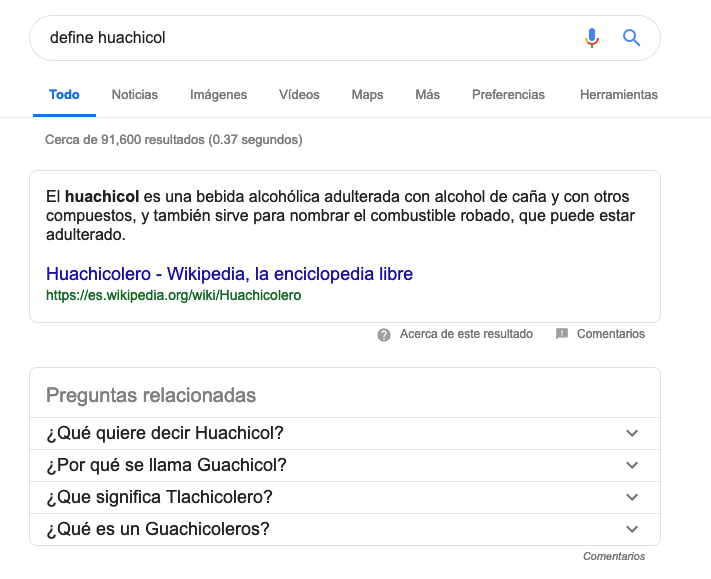 define huachicol
Todo Noticias Imágenes Vídeos Maps Más Preferencias Herramientas
Cerca de 91,600 resultados (0.37 segundos)
El huachicol es una bebida alcohólica adulterada con alcohol de caña y con otros
compuestos, y también sirve para nombrar el combustible robado, que puede estar
adulterado.
Huachicolero - Wikipedia, la enciclopedia libre
https://es.wikipedia.org/wiki/Huachicolero
Acerca de este resultado Comentarios
Preguntas relacionadas
¿Qué quiere decir Huachicol?
¿Por qué se llama Guachicol?
¿Que significa Tlachicolero?
¿Qué es un Guachicoleros?
Comentarios